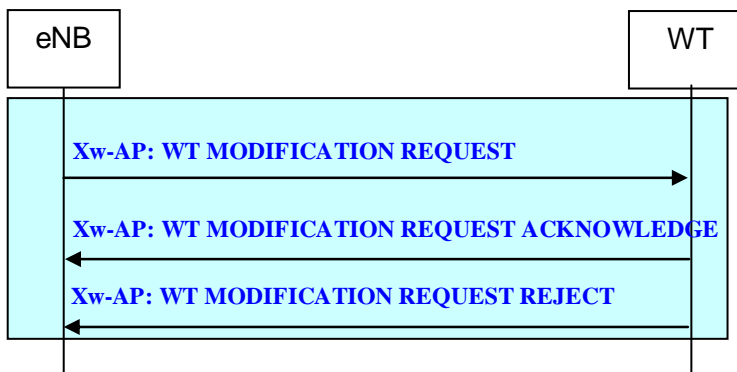 eNB
WT
Xw-AP: WT MODIFICATION REQUEST
Xw-AP: WT MODIFICATION REQUEST ACKNOWLEDGE
Xw-AP: WT MODIFICATION REQUEST REJECT